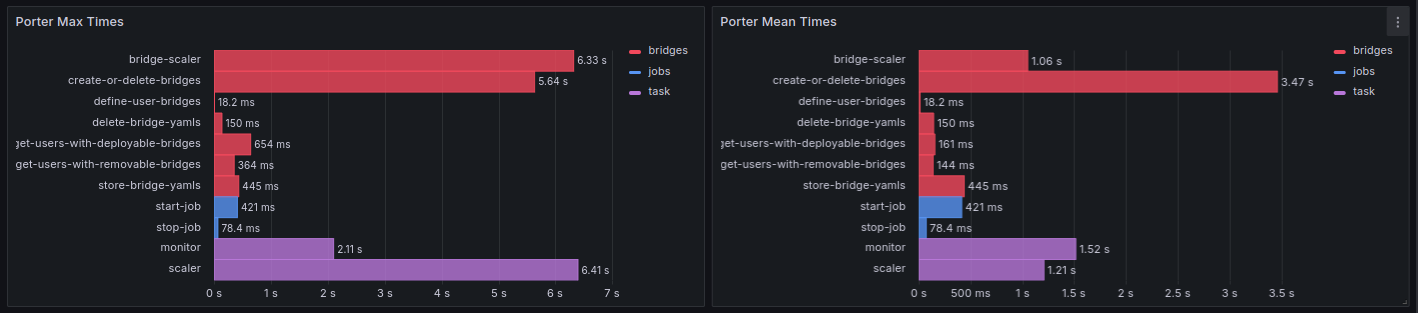 Porter Max Times
bridge-scaler 6.33 s
create-or-delete-bridges 5.64 s
define-user-bridges 18.2 ms
delete-bridge-yamls 150 ms
get-users-with-deployable-bridges 654 ms
get-users-with-removable-bridges 364 ms
store-bridge-yamls 445 ms
start-job 421 ms
stop-job 78.4 ms
monitor 2.11 s
scaler 6.41 s
0 s 1 s 2 s 3 s 4 s 5 s 6 s 7 s
bridges
jobs
task
Porter Mean Times
bridge-scaler 1.06 s
create-or-delete-bridges 3.47 s
define-user-bridges 18.2 ms
delete-bridge-yamls 150 ms
get-users-with-deployable-bridges 161 ms
get-users-with-removable-bridges 144 ms
store-bridge-yamls 445 ms
start-job 421 ms
stop-job 78.4 ms
monitor 1.52 s
scaler 1.21 s
0 s 500 ms 1 s 1.5 s 2 s 2.5 s 3 s 3.5 s
bridges
jobs
task